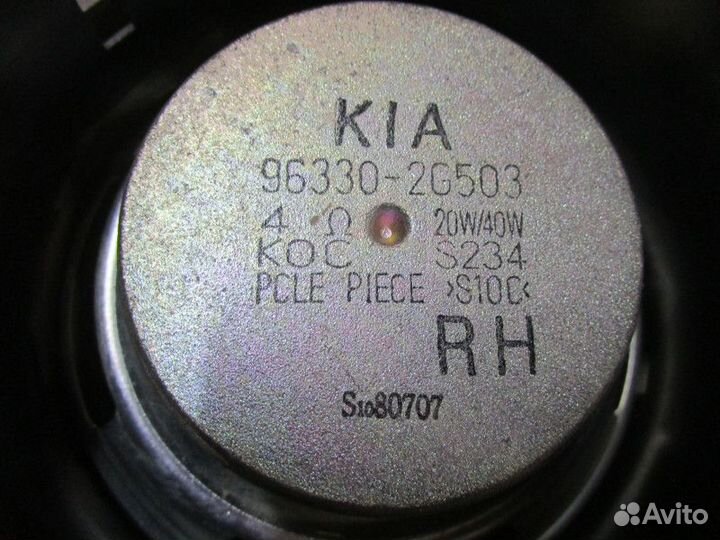 KIA
96330-2G503
4 Ω 20W/40W
KOC S234
PCLE PIECE >S10C<
RH
S1080707
Avito